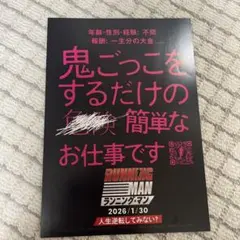 年齢・性別・経験: 不問
報酬: 一生分の大金
鬼ごっこを
するだけの
簡単な
お仕事です
RUNNING
MAN
ランニング・マン
2026/1/30
人生逆転してみない?